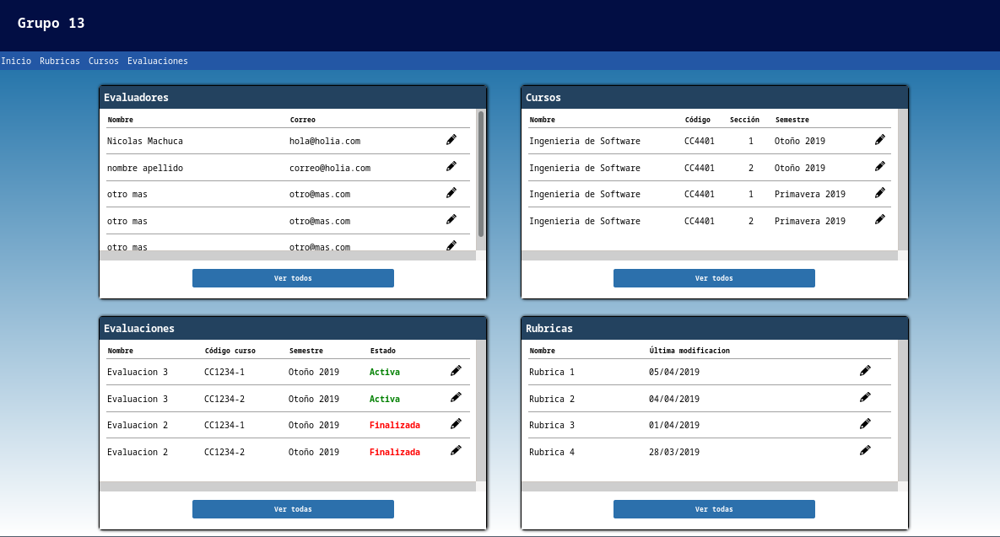 Grupo 13
Inicio Rubricas Cursos Evaluaciones
Evaluadores
Nombre Correo
Nicolas Machuca hola@holia.com
nombre apellido correo@holia.com
otro mas otro@mas.com
otro mas otro@mas.com
otro mas otro@mas.com
Ver todos
Cursos
Nombre Código Sección Semestre
Ingenieria de Software CC4401 1 Otoño 2019
Ingenieria de Software CC4401 2 Otoño 2019
Ingenieria de Software CC4401 1 Primavera 2019
Ingenieria de Software CC4401 2 Primavera 2019
Ver todos
Evaluaciones
Nombre Código curso Semestre Estado
Evaluacion 3 CC1234-1 Otoño 2019 Activa
Evaluacion 3 CC1234-2 Otoño 2019 Activa
Evaluacion 2 CC1234-1 Otoño 2019 Finalizada
Evaluacion 2 CC1234-2 Otoño 2019 Finalizada
Ver todas
Rubricas
Nombre Última modificacion
Rubrica 1 05/04/2019
Rubrica 2 04/04/2019
Rubrica 3 01/04/2019
Rubrica 4 28/03/2019
Ver todas